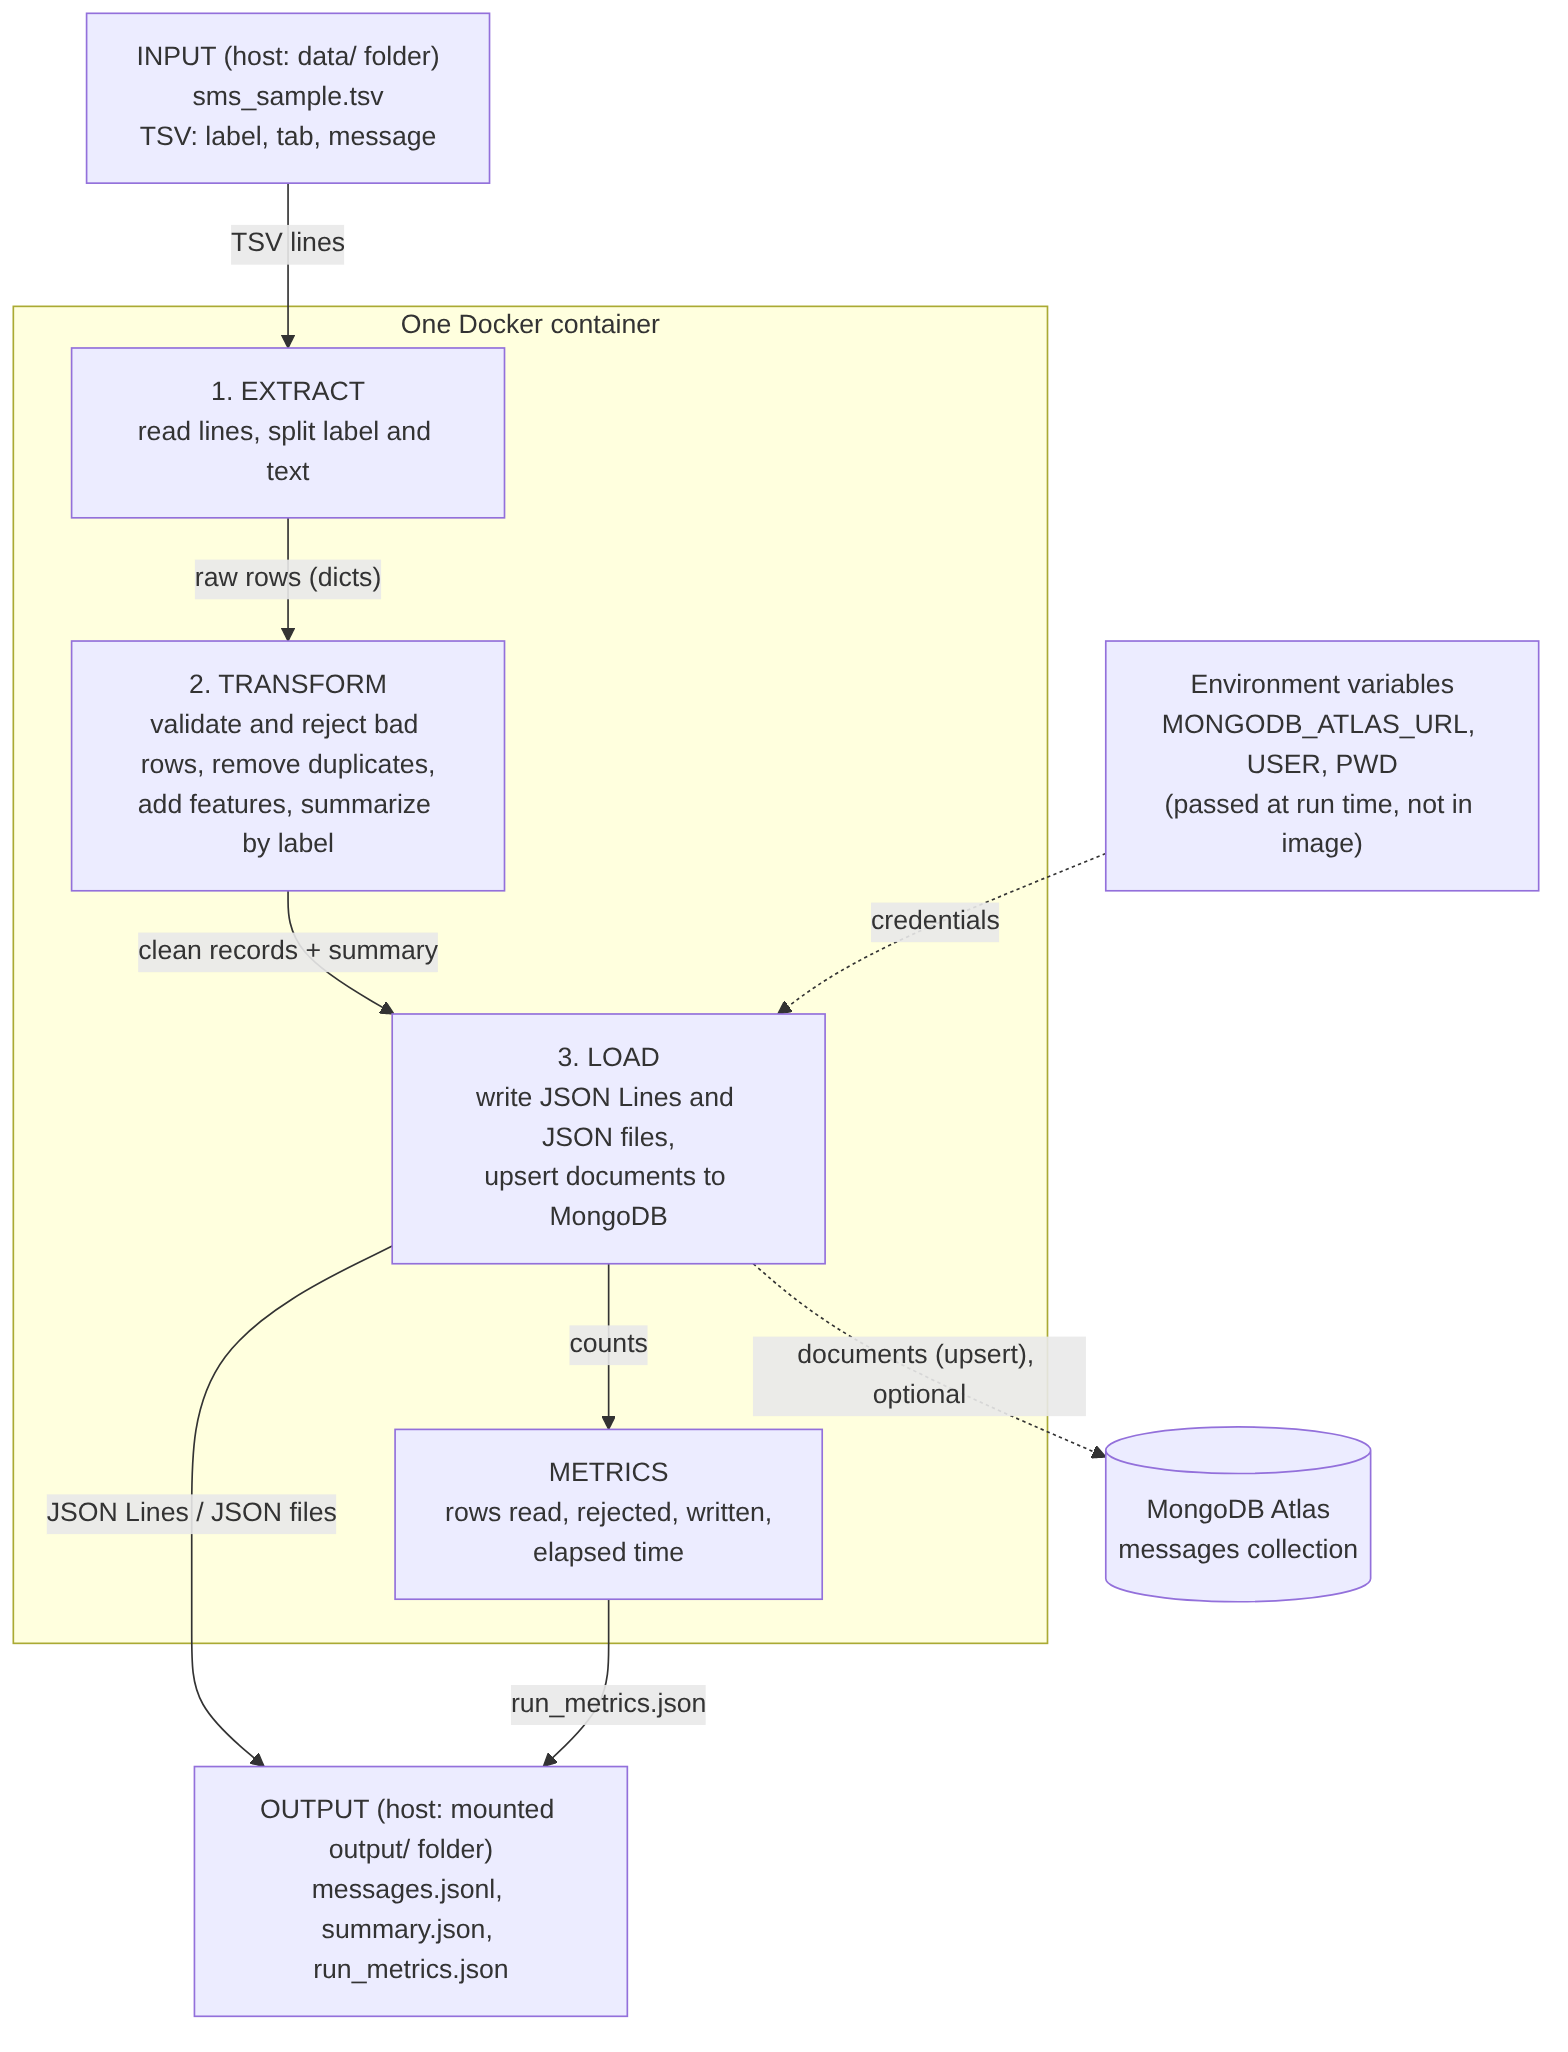 INPUT (host: data/ folder)
sms_sample.tsv
TSV: label, tab, message
TSV lines
One Docker container
1. EXTRACT
read lines, split label and
text
raw rows (dicts)
2. TRANSFORM
validate and reject bad
rows, remove duplicates,
add features, summarize
by label
Environment variables
MONGODB_ATLAS_URL,
USER, PWD
(passed at run time, not in
image)
credentials
clean records + summary
3. LOAD
write JSON Lines and
JSON files,
upsert documents to
MongoDB
counts
documents (upsert),
optional
JSON Lines / JSON files
METRICS
rows read, rejected, written,
elapsed time
MongoDB Atlas
messages collection
run_metrics.json
OUTPUT (host: mounted
output/ folder)
messages.jsonl,
summary.json,
run_metrics.json